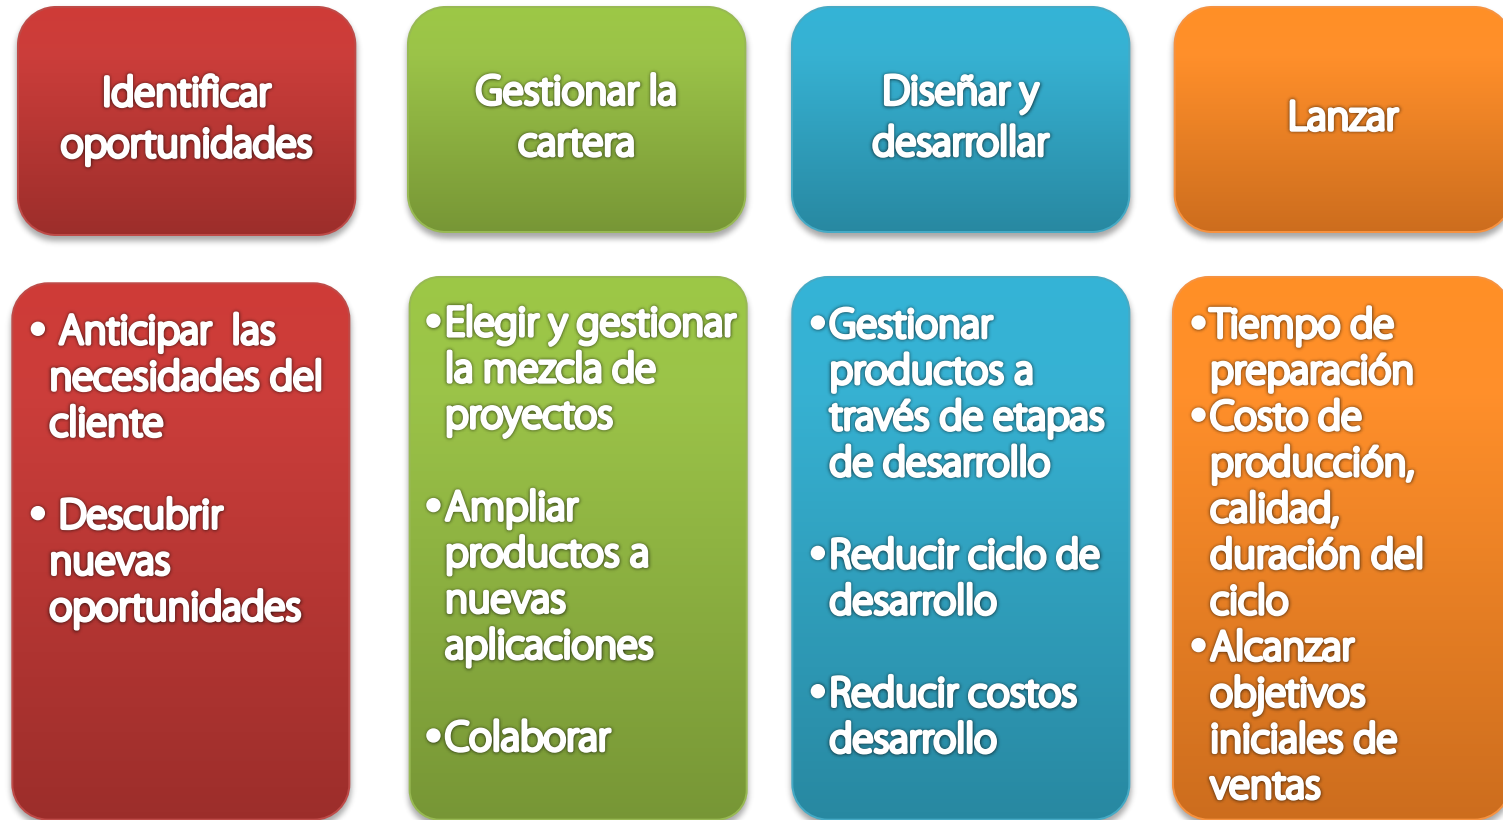 Identificar
oportunidades
Gestionar la
cartera
Diseñar y
desarrollar
Lanzar
• Anticipar las
necesidades del
cliente
• Descubrir
nuevas
oportunidades
•Elegir y gestionar
la mezcla de
proyectos
•Ampliar
productos a
nuevas
aplicaciones
•Colaborar
•Gestionar
productos a
través de etapas
de desarrollo
•Reducir ciclo de
desarrollo
•Reducir costos
desarrollo
•Tiempo de
preparación
•Costo de
producción,
calidad,
duración del
ciclo
•Alcanzar
objetivos
iniciales de
ventas